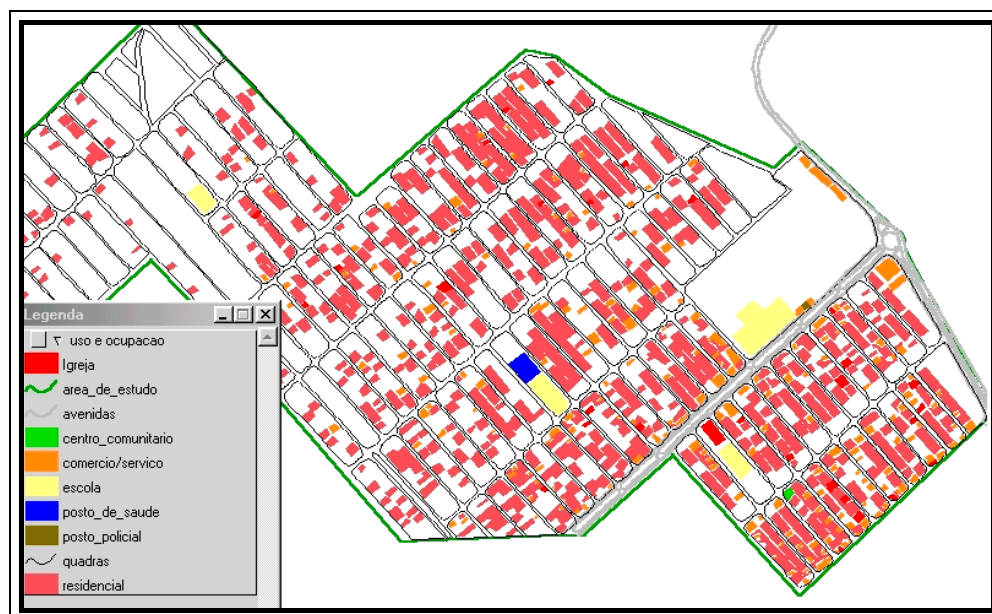 Legenda
uso e ocupacao
Igreja
area_de_estudo
avenidas
centro_comunitario
comercio/servico
escola
posto_de_saude
posto_policial
quadras
residencial